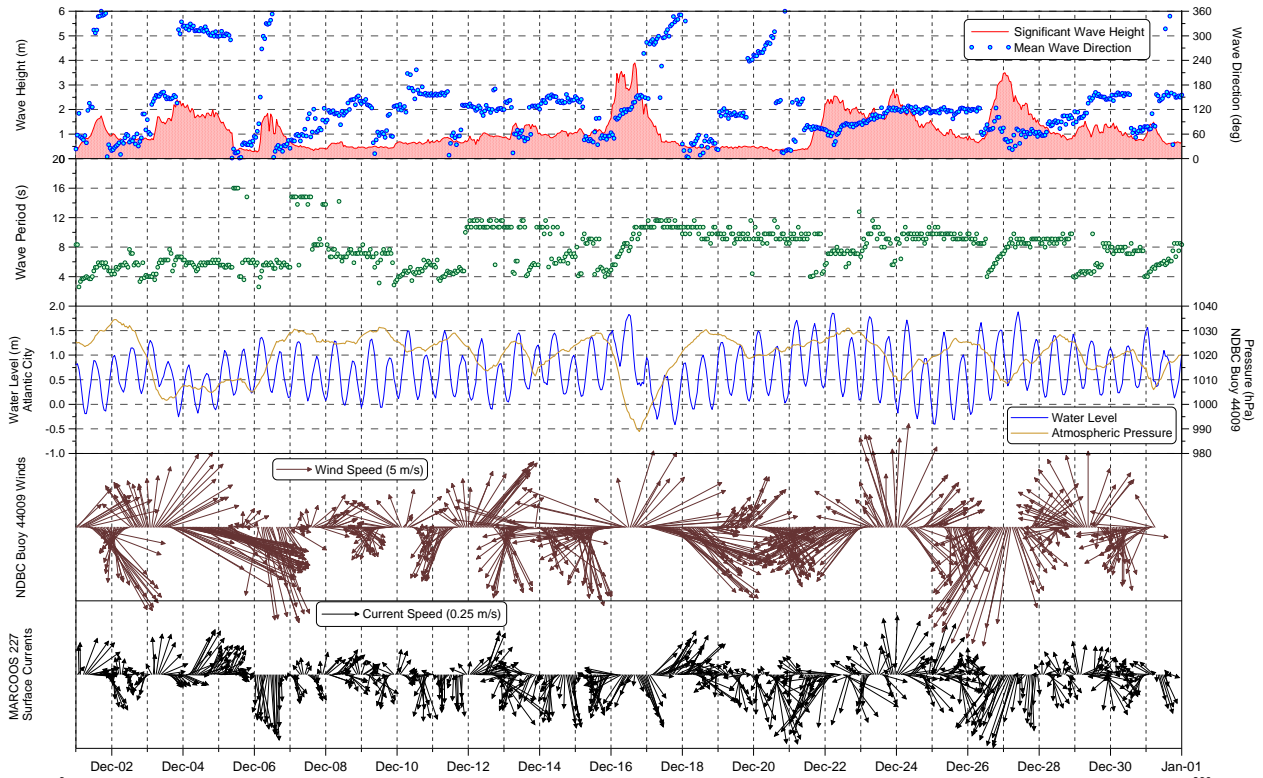 6
5
4
3
2
1
0
Wave Height (m)
360
300
240
180
120
60
0
Wave Direction (deg)
Significant Wave Height
Mean Wave Direction
20
16
12
8
4
Wave Period (s)
2.0
1.5
1.0
0.5
0.0
-0.5
-1.0
Water Level (m)
Atlantic City
1040
1030
1020
1010
1000
990
980
Pressure (hPa)
NDBC Buoy 44009
Water Level
Atmospheric Pressure
NDBC Buoy 44009 Winds
Wind Speed (5 m/s)
MARCOOS 227
Surface Currents
Current Speed (0.25 m/s)
Dec-02 Dec-04 Dec-06 Dec-08 Dec-10 Dec-12 Dec-14 Dec-16 Dec-18 Dec-20 Dec-22 Dec-24 Dec-26 Dec-28 Dec-30 Jan-01